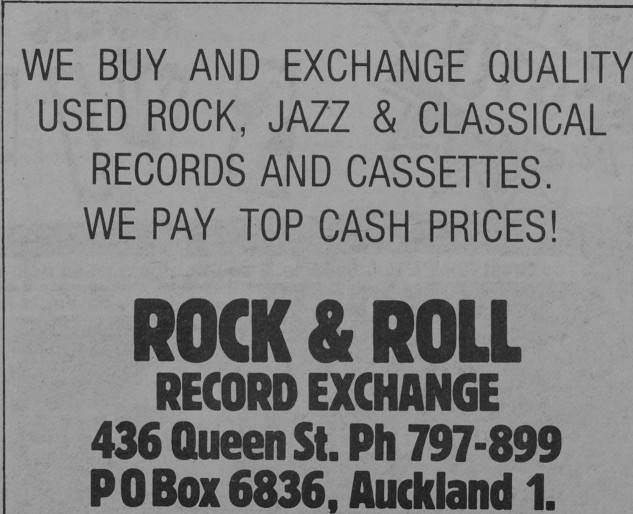 WE BUY AND EXCHANGE QUALITY
USED ROCK, JAZZ & CLASSICAL
RECORDS AND CASSETTES.
WE PAY TOP CASH PRICES!
ROCK & ROLL
RECORD EXCHANGE
436 Queen St. Ph 797-899
P O Box 6836, Auckland 1.